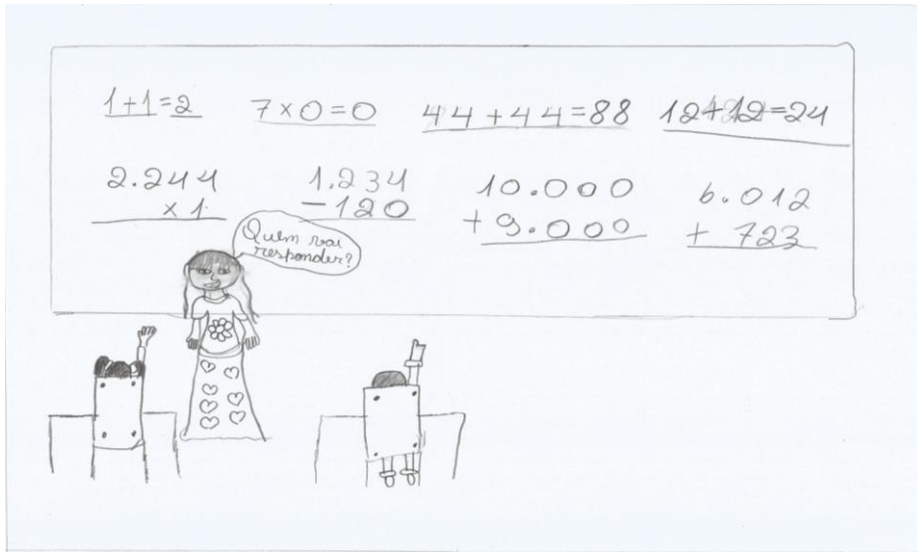 1+1=2 7×0=0 44+44=88 12+12=24
2.244 1.234 10.000 6.012
×1 -120 +9.000 + 723
Quem vai
responder?